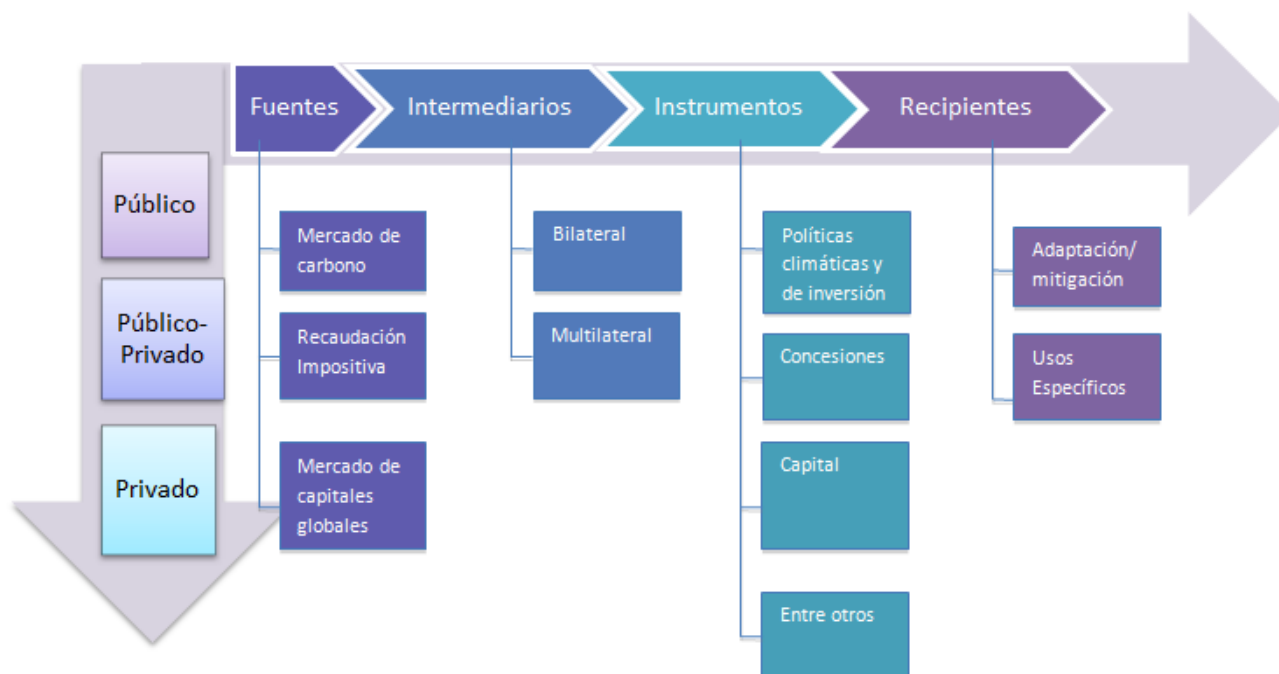 Fuentes
Intermediarios
Instrumentos
Recipientes
Público
Público-
Privado
Privado
Mercado de
carbono
Recaudación
Impositiva
Mercado de
capitales
globales
Bilateral
Multilateral
Políticas
climáticas y
de inversión
Concesiones
Capital
Entre otros
Adaptación/
mitigación
Usos
Específicos